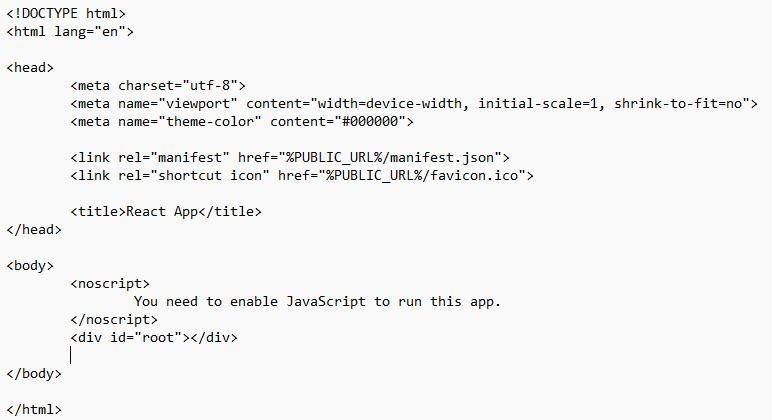 <!DOCTYPE html>
<html lang="en">
<head>
<meta charset="utf-8">
<meta name="viewport" content="width=device-width, initial-scale=1, shrink-to-fit=no">
<meta name="theme-color" content="#000000">
<link rel="manifest" href="%PUBLIC_URL%/manifest.json">
<link rel="shortcut icon" href="%PUBLIC_URL%/favicon.ico">
<title>React App</title>
</head>
<body>
<noscript>
You need to enable JavaScript to run this app.
</noscript>
<div id="root"></div>
</body>
</html>